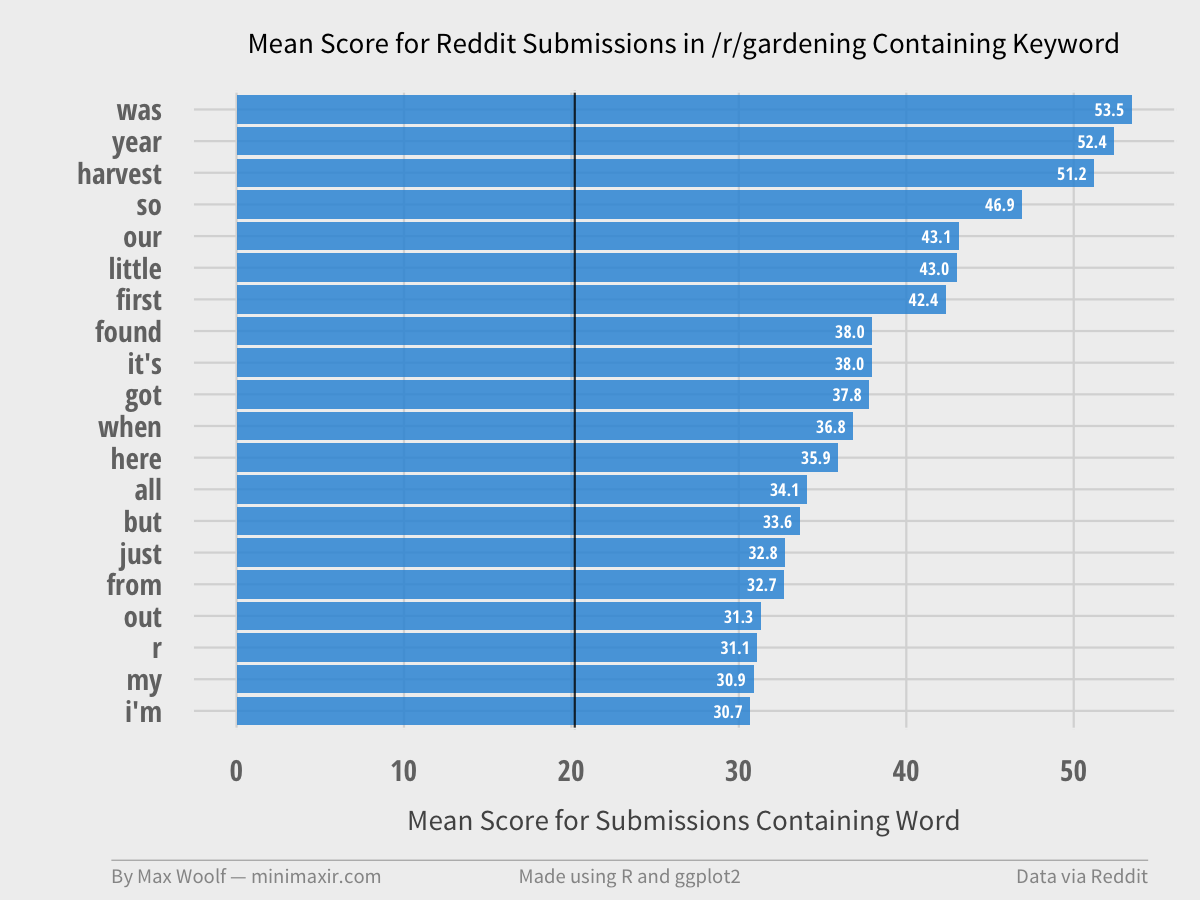 Mean Score for Reddit Submissions in /r/gardening Containing Keyword
was 53.5
year 52.4
harvest 51.2
so 46.9
our 43.1
little 43.0
first 42.4
found 38.0
it's 38.0
got 37.8
when 36.8
here 35.9
all 34.1
but 33.6
just 32.8
from 32.7
out 31.3
r 31.1
my 30.9
i'm 30.7
0 10 20 30 40 50
Mean Score for Submissions Containing Word
By Max Woolf — minimaxir.com Made using R and ggplot2 Data via Reddit